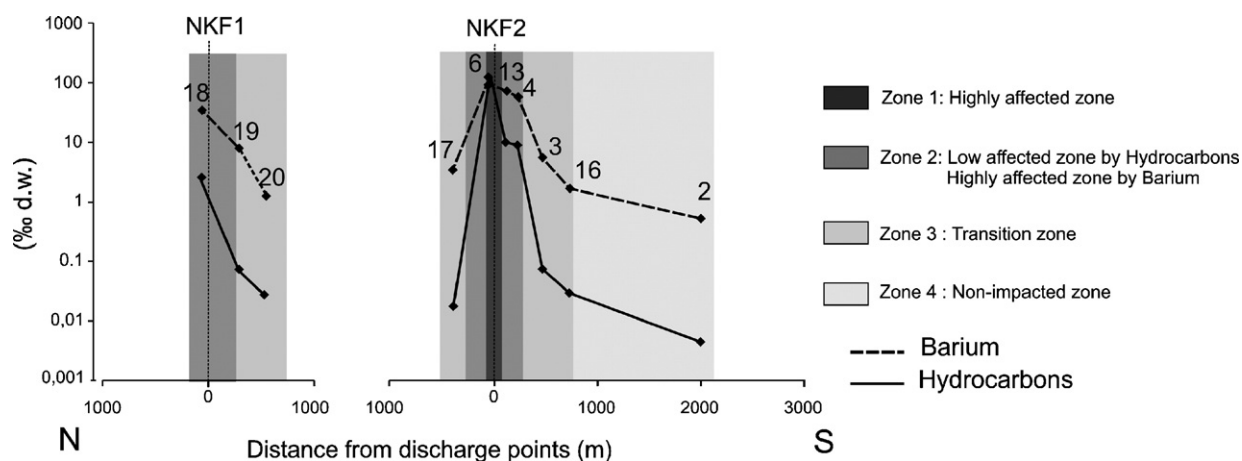 NKF1
NKF2
1000
100
10
1
0.1
0,01
0,001
(‰ d.w.)
18
19
20
17
6
13
4
3
16
2
1000
0
1000
1000
0
1000
2000
3000
N
Distance from discharge points (m)
S
Zone 1: Highly affected zone
Zone 2: Low affected zone by Hydrocarbons
Highly affected zone by Barium
Zone 3 : Transition zone
Zone 4 : Non-impacted zone
Barium
Hydrocarbons